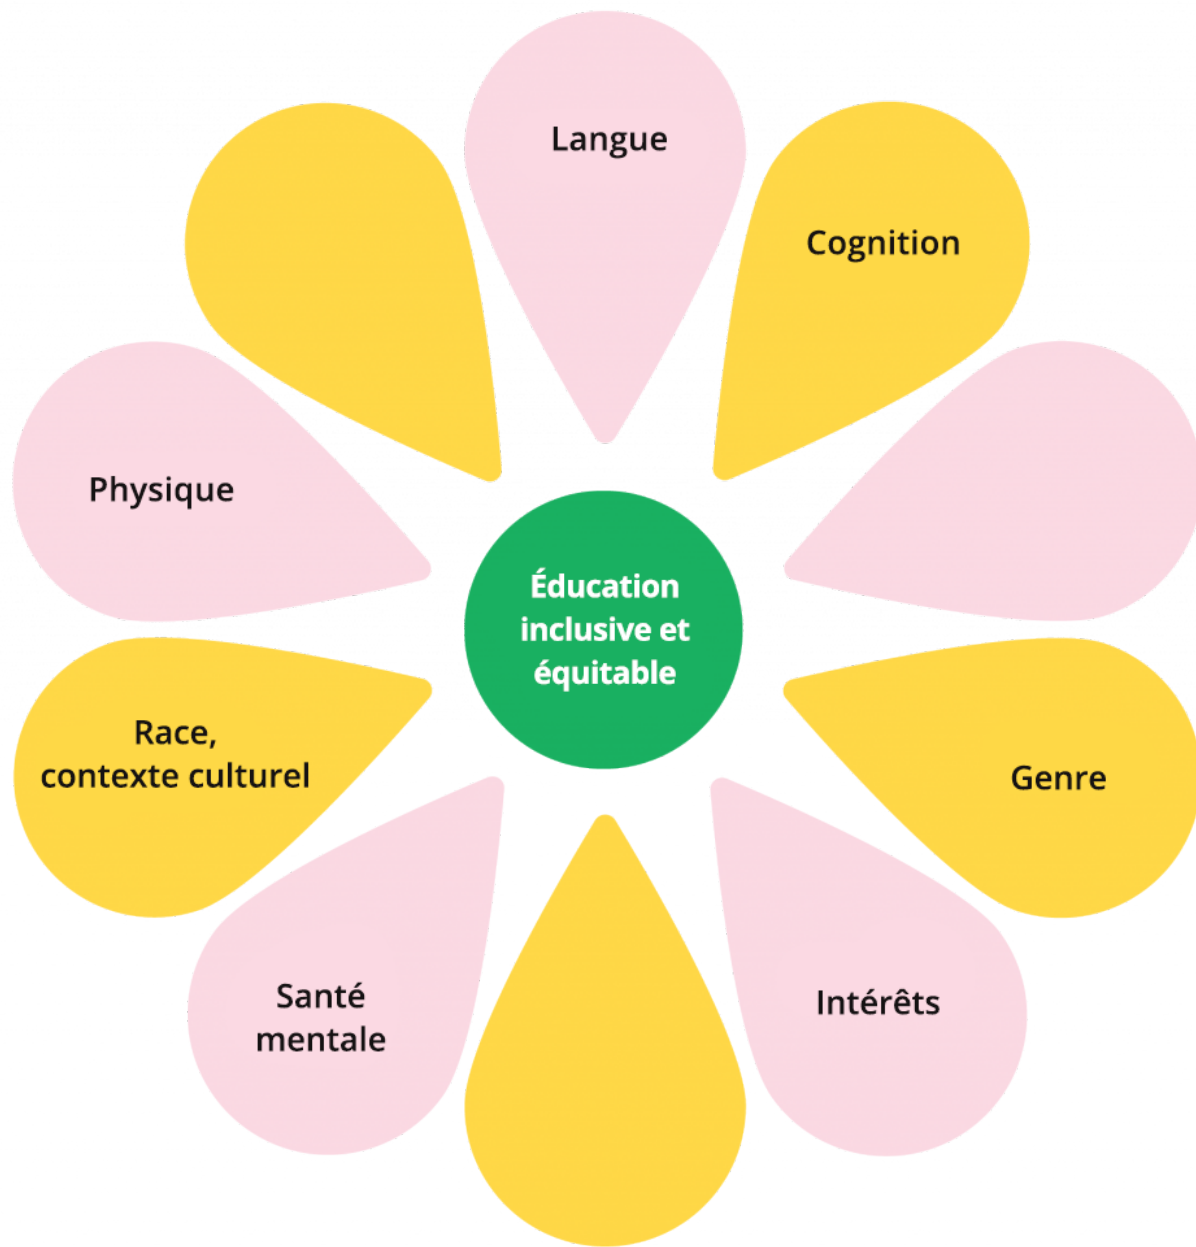 Langue
Cognition
Physique
Éducation
inclusive et
équitable
Race,
contexte culturel
Genre
Santé
mentale
Intérêts